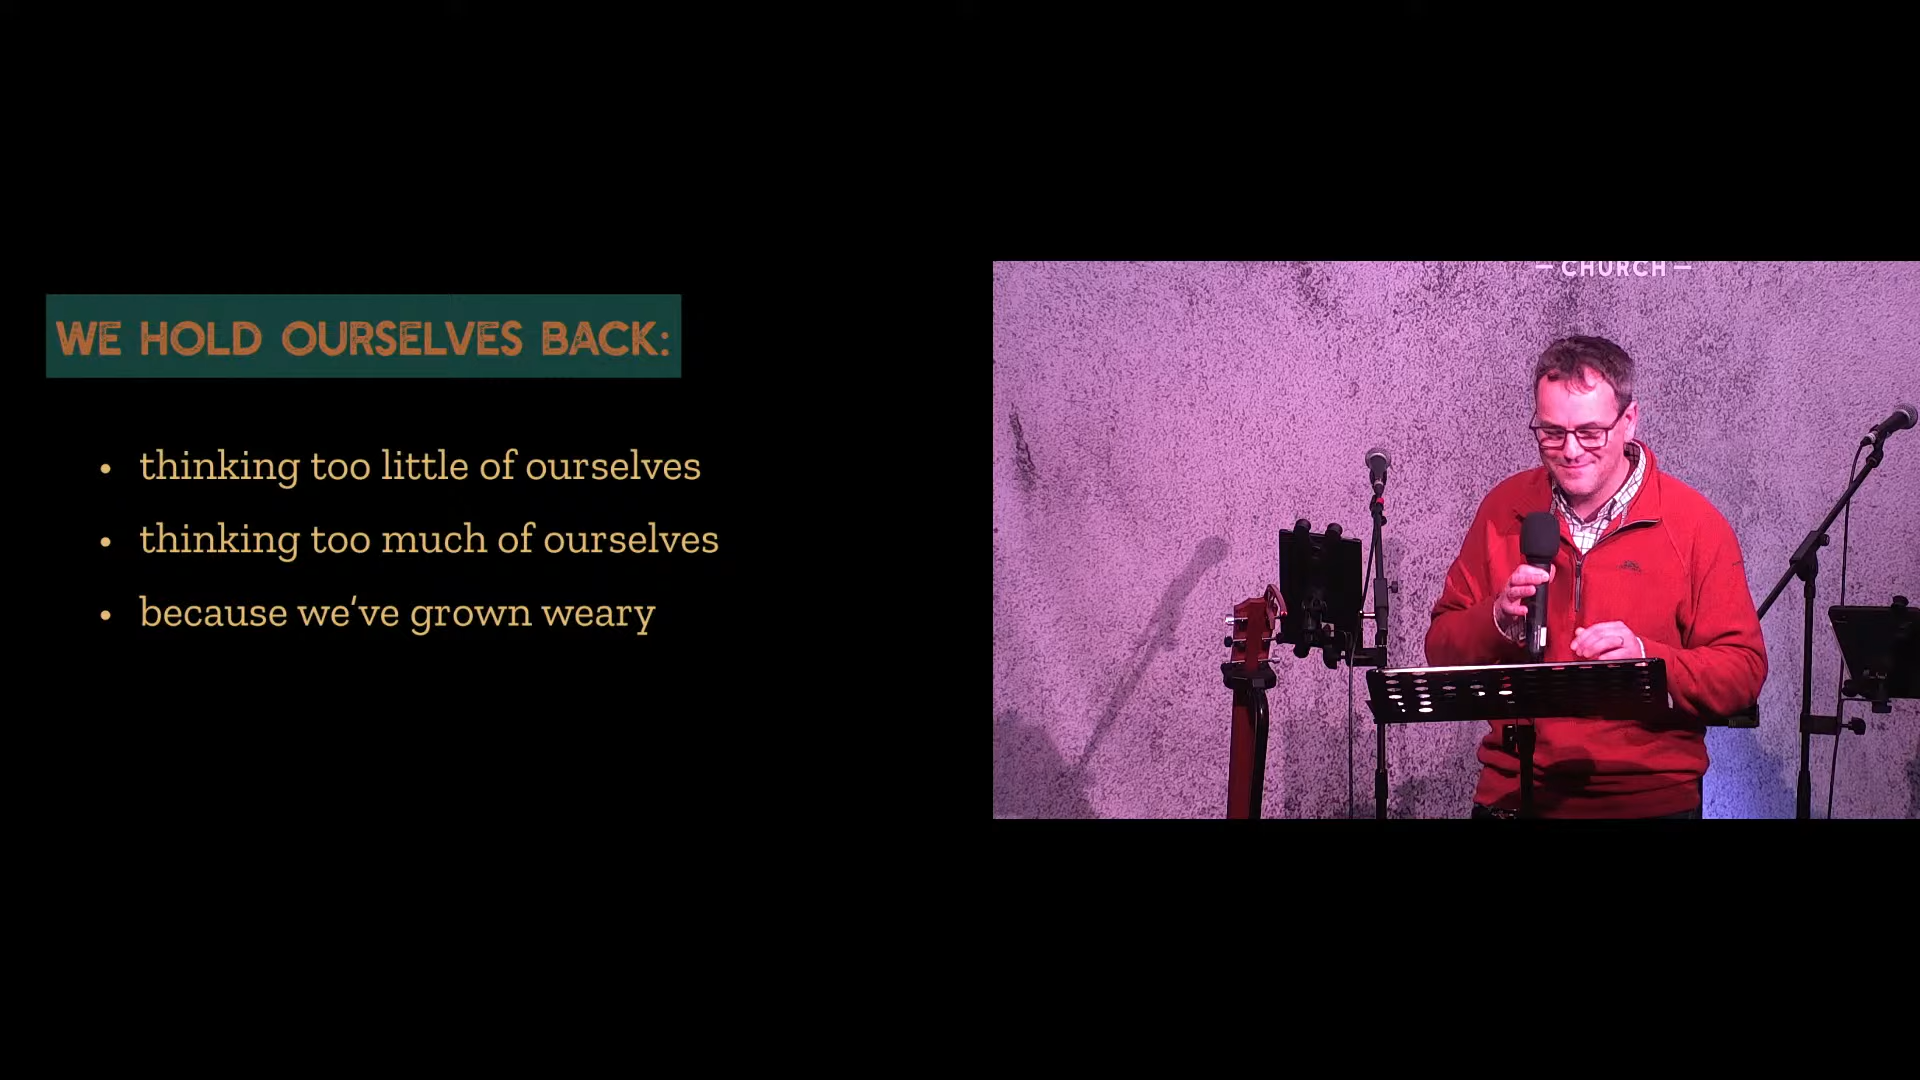 WE HOLD OURSELVES BACK:
• thinking too little of ourselves
• thinking too much of ourselves
• because we've grown weary
— CHURCH —